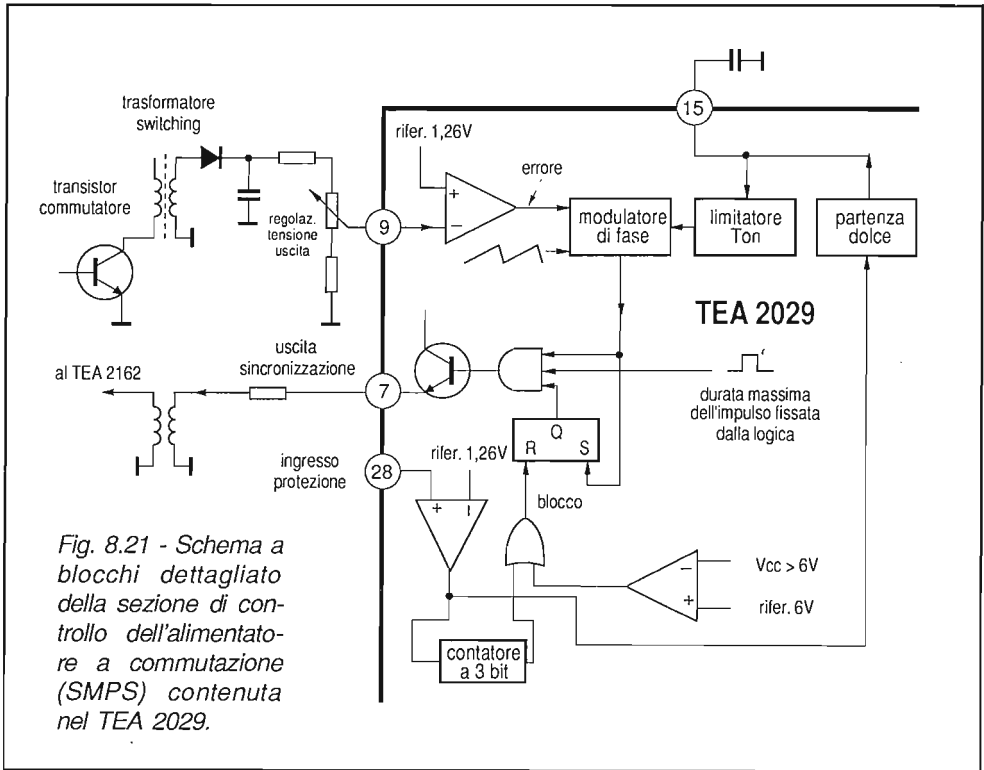 trasformatore
switching
transistor
commutatore
regolaz.
tensione
uscita
9
rifer. 1,26V
+
−
errore
modulatore
di fase
limitatore
Ton
partenza
dolce
15
TEA 2029
durata massima
dell'impulso fissata
dalla logica
al TEA 2162
uscita
sincronizzazione
7
Q
R S
blocco
ingresso
protezione
28
rifer. 1,26V
+ −
contatore
a 3 bit
−
+
Vcc > 6V
rifer. 6V
Fig. 8.21 - Schema a
blocchi dettagliato
della sezione di con-
trollo dell'alimentato-
re a commutazione
(SMPS) contenuta
nel TEA 2029.